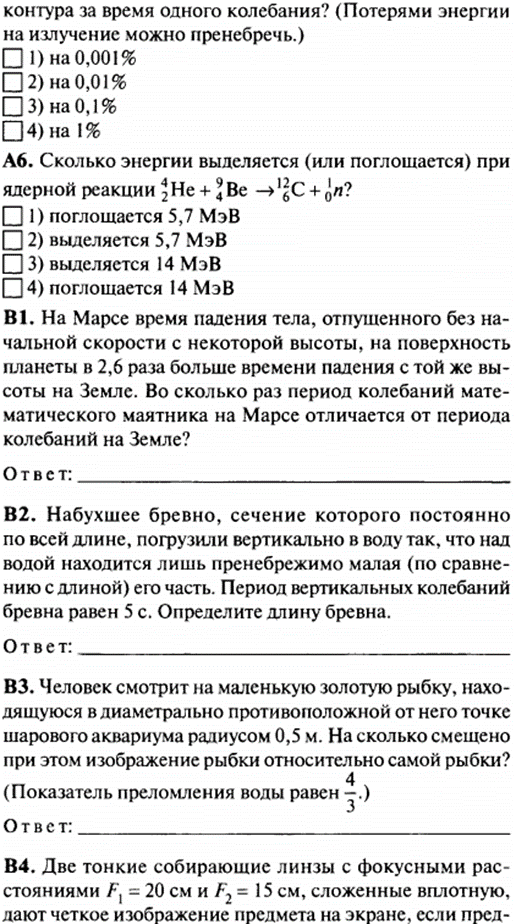 контура за время одного колебания? (Потерями энергии
на излучение можно пренебречь.)
1) на 0,001%
2) на 0,01%
3) на 0,1%
4) на 1%
А6. Сколько энергии выделяется (или поглощается) при
ядерной реакции ⁴₂He + ⁹₄Be → ¹²₆C + ¹₀n?
1) поглощается 5,7 МэВ
2) выделяется 5,7 МэВ
3) выделяется 14 МэВ
4) поглощается 14 МэВ
В1. На Марсе время падения тела, отпущенного без на-
чальной скорости с некоторой высоты, на поверхность
планеты в 2,6 раза больше времени падения с той же вы-
соты на Земле. Во сколько раз период колебаний мате-
матического маятника на Марсе отличается от периода
колебаний на Земле?
Ответ:
В2. Набухшее бревно, сечение которого постоянно
по всей длине, погрузили вертикально в воду так, что над
водой находится лишь пренебрежимо малая (по сравне-
нию с длиной) его часть. Период вертикальных колебаний
бревна равен 5 с. Определите длину бревна.
Ответ:
В3. Человек смотрит на маленькую золотую рыбку, нахо-
дящуюся в диаметрально противоположной от него точке
шарового аквариума радиусом 0,5 м. На сколько смещено
при этом изображение рыбки относительно самой рыбки?
(Показатель преломления воды равен 4/3.)
Ответ:
В4. Две тонкие собирающие линзы с фокусными рас-
стояниями F₁ = 20 см и F₂ = 15 см, сложенные вплотную,
дают четкое изображение предмета на экране, если пред-